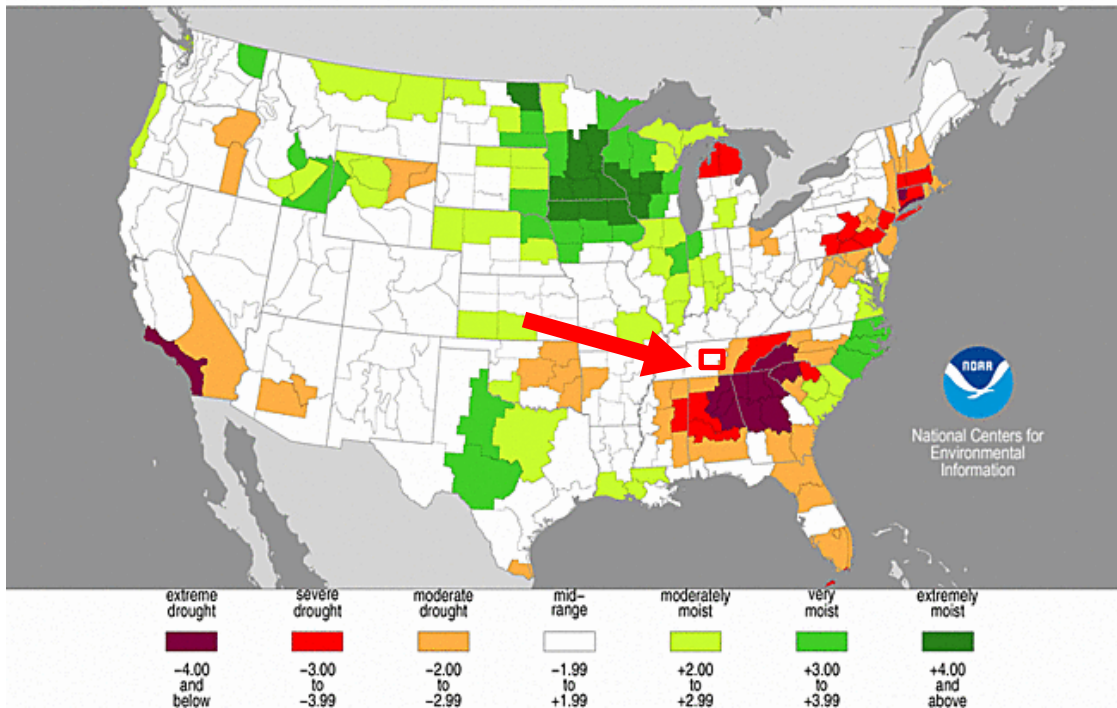 NOAA
National Centers for
Environmental
Information
extreme severe moderate mid– moderately very extremely
drought drought drought range moist moist moist
–4.00 –3.00 –2.00 –1.99 +2.00 +3.00 +4.00
and to to to to to and
below –3.99 –2.99 +1.99 +2.99 +3.99 above